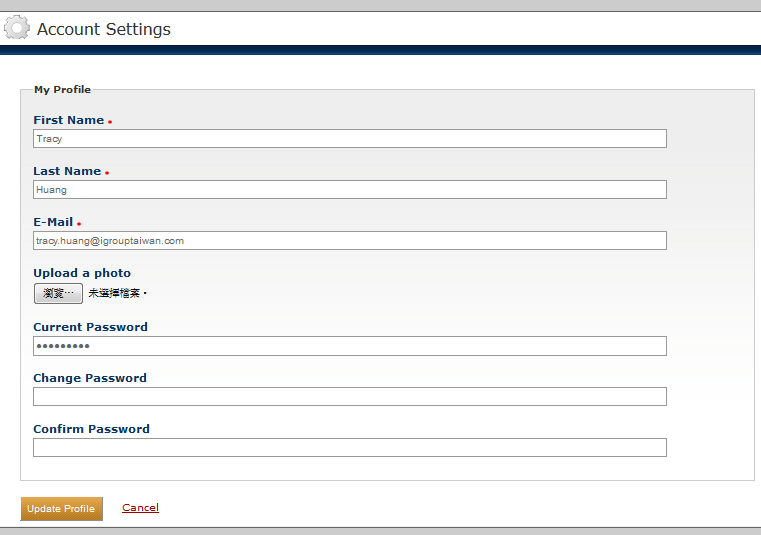 Account Settings
My Profile
First Name •
Tracy
Last Name •
Huang
E-Mail •
tracy.huang@igrouptaiwan.com
Upload a photo
瀏覽⋯ 未選擇檔案。
Current Password
•••••••••
Change Password
Confirm Password
Update Profile Cancel